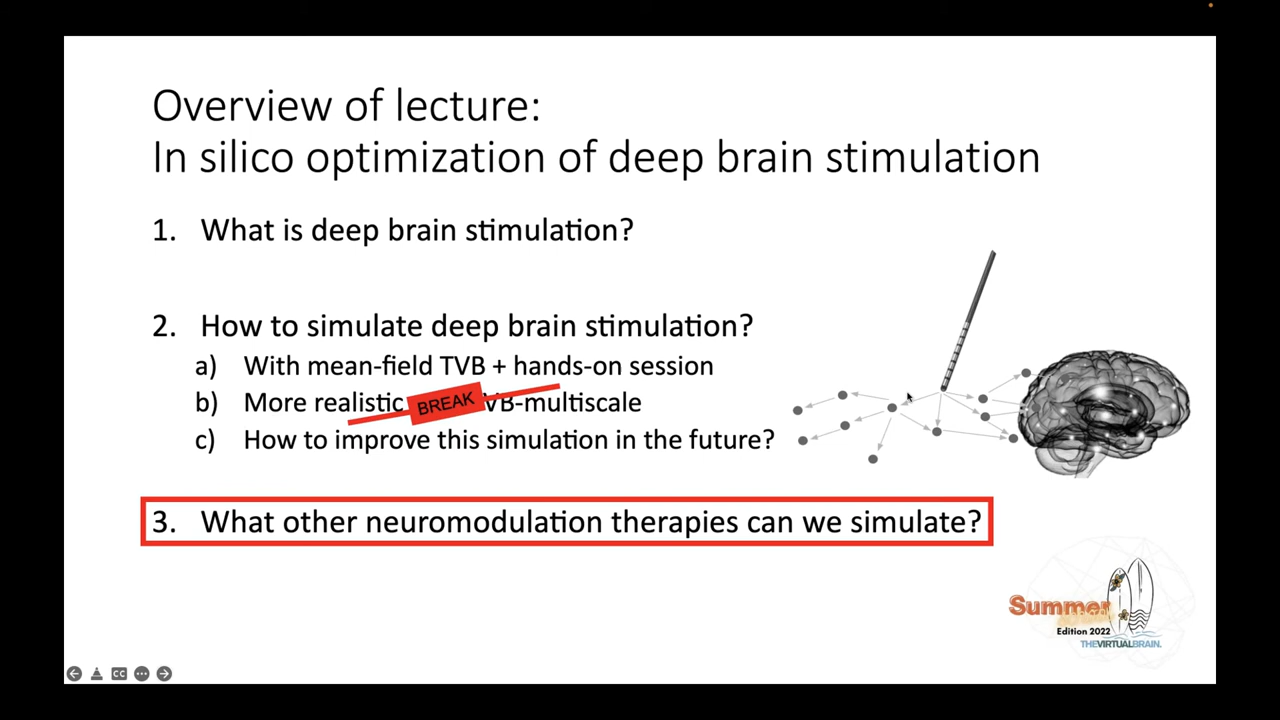 Overview of lecture:
In silico optimization of deep brain stimulation
1. What is deep brain stimulation?
2. How to simulate deep brain stimulation?
a) With mean-field TVB + hands-on session
b) More realistic VB-multiscale
BREAK
c) How to improve this simulation in the future?
3. What other neuromodulation therapies can we simulate?
Summer
Edition 2022
THEVIRTUALBRAIN.
CC